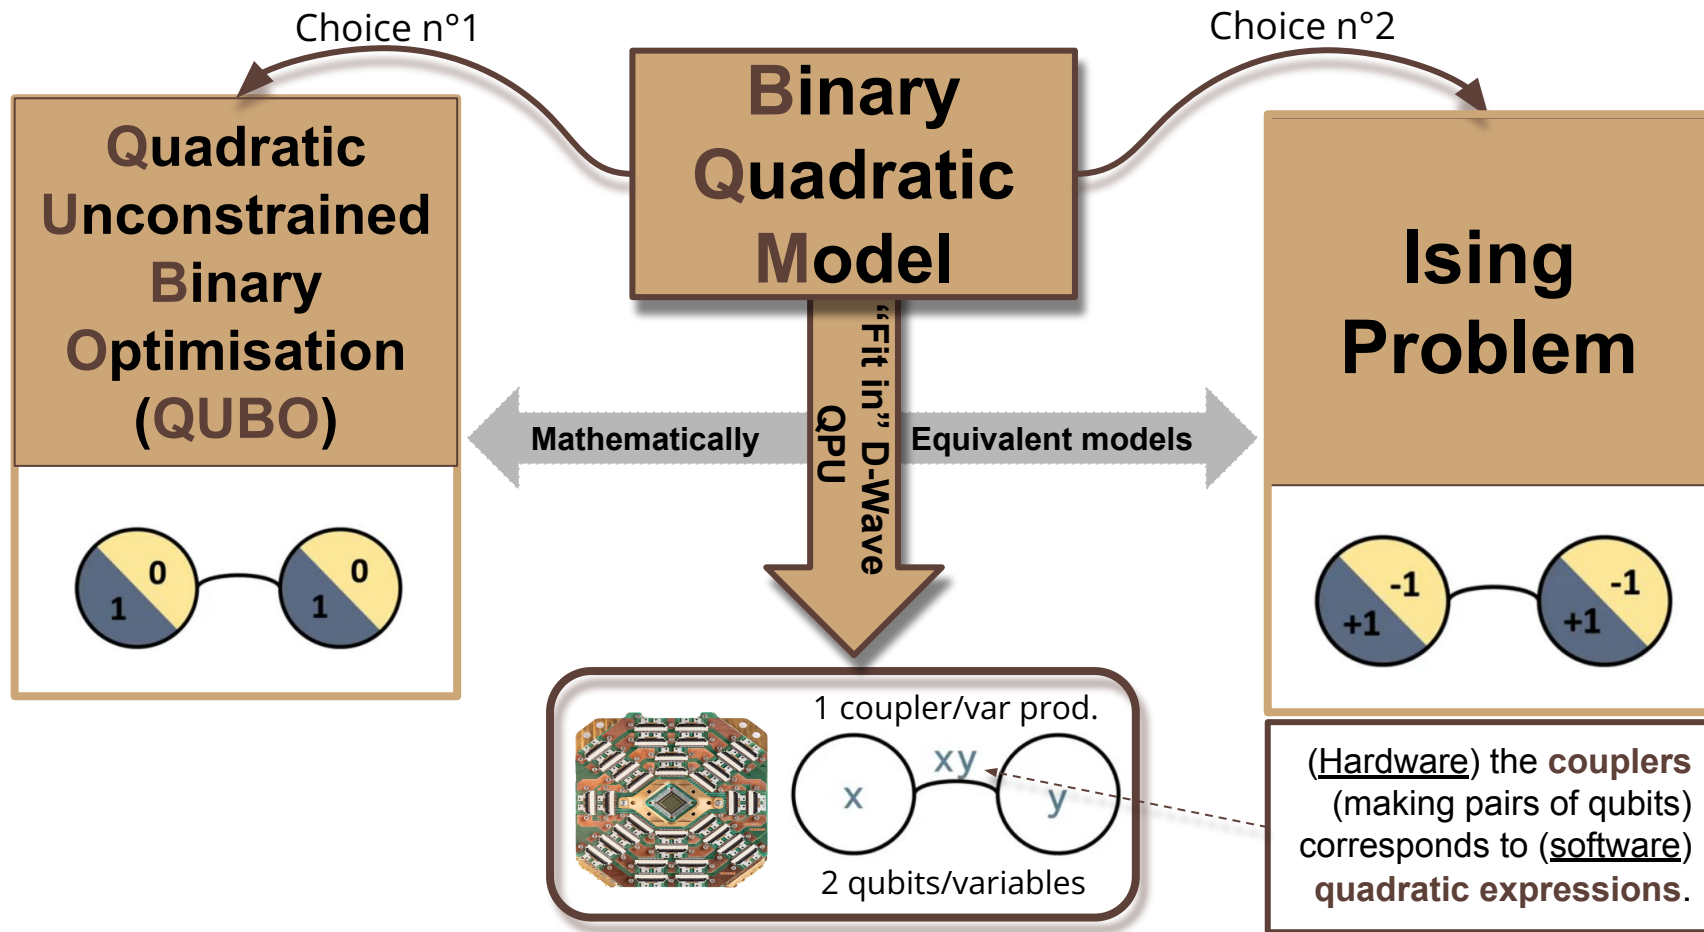 Choice n°1
Choice n°2
Binary
Quadratic
Model
Quadratic
Unconstrained
Binary
Optimisation
(QUBO)
Ising
Problem
"Fit in" D-Wave
QPU
Mathematically
Equivalent models
0
1
0
1
-1
+1
-1
+1
1 coupler/var prod.
xy
x
y
2 qubits/variables
(Hardware) the couplers
(making pairs of qubits)
corresponds to (software)
quadratic expressions.